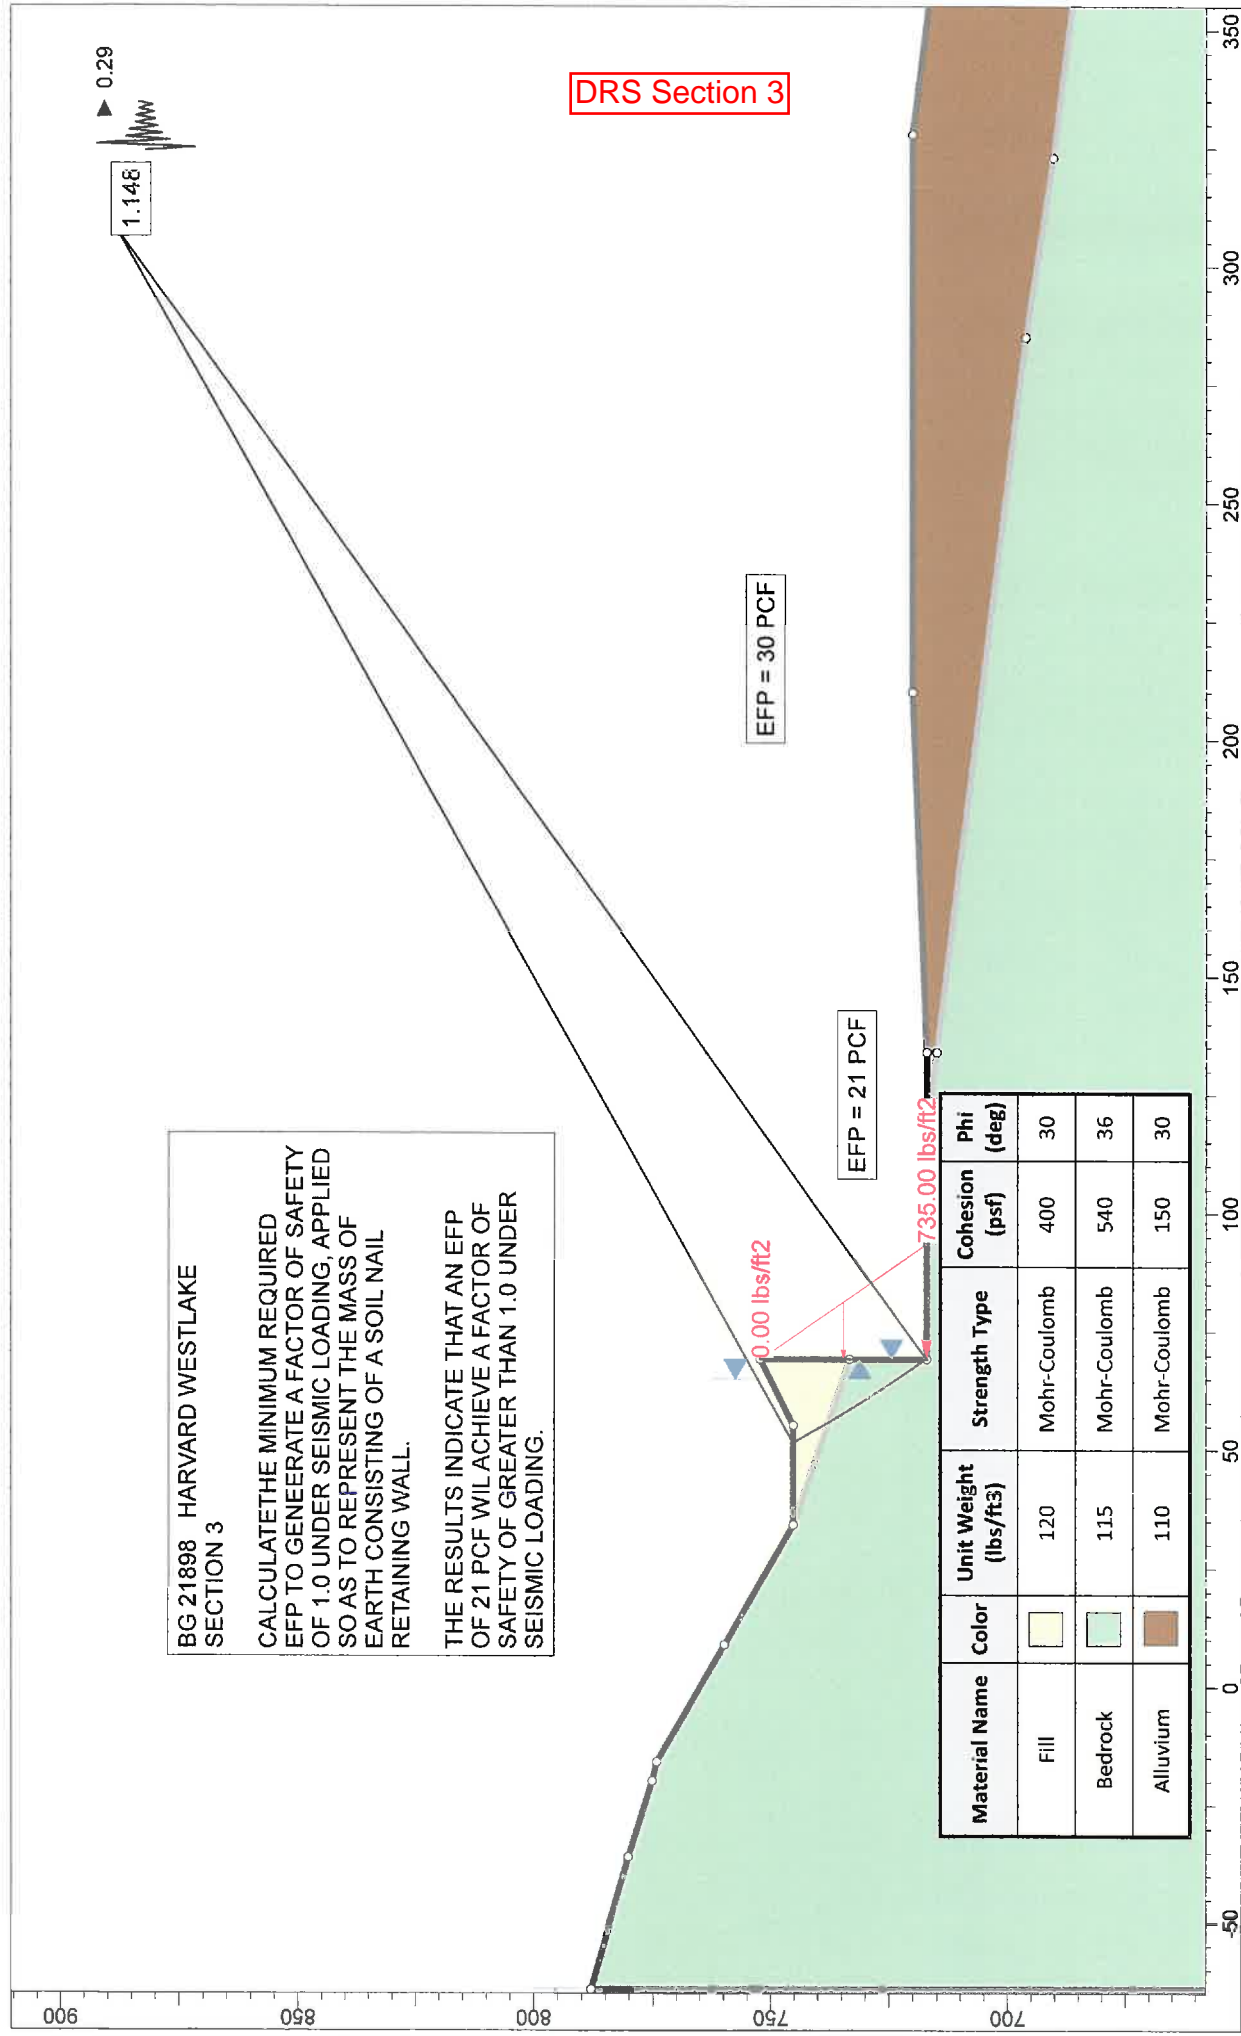 DRS Section 3
0.29
1.148
BG 21898 HARVARD WESTLAKE
SECTION 3
CALCULATETHE MINIMUM REQUIRED
EFP TO GENEERATE A FACTOR OF SAFETY
OF 1.0 UNDER SEISMIC LOADING, APPLIED
SO AS TO REPRESENT THE MASS OF
EARTH CONSISTING OF A SOIL NAIL
RETAINING WALL.
THE RESULTS INDICATE THAT AN EFP
OF 21 PCF WIL ACHIEVE A FACTOR OF
SAFETY OF GREATER THAN 1.0 UNDER
SEISMIC LOADING.
EFP = 30 PCF
EFP = 21 PCF
0.00 lbs/ft2
735.00 lbs/ft2
Material Name Color Unit Weight (lbs/ft3) Strength Type Cohesion (psf) Phi (deg)
Fill 120 Mohr-Coulomb 400 30
Bedrock 115 Mohr-Coulomb 540 36
Alluvium 110 Mohr-Coulomb 150 30
900
850
800
750
700
-50 0 50 100 150 200 250 300 350